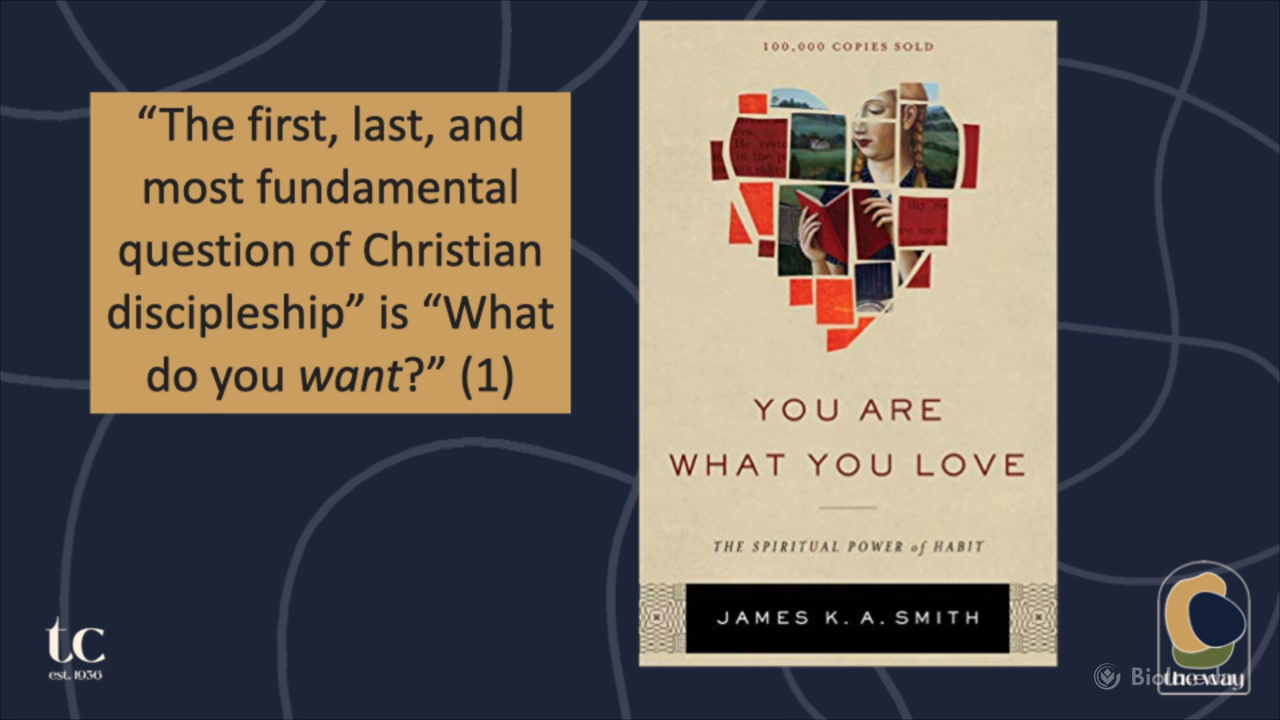 “The first, last, and
most fundamental
question of Christian
discipleship” is “What
do you want?” (1)
100,000 COPIES SOLD
YOU ARE
WHAT YOU LOVE
THE SPIRITUAL POWER of HABIT
JAMES K. A. SMITH
tc
est. 1936
the way